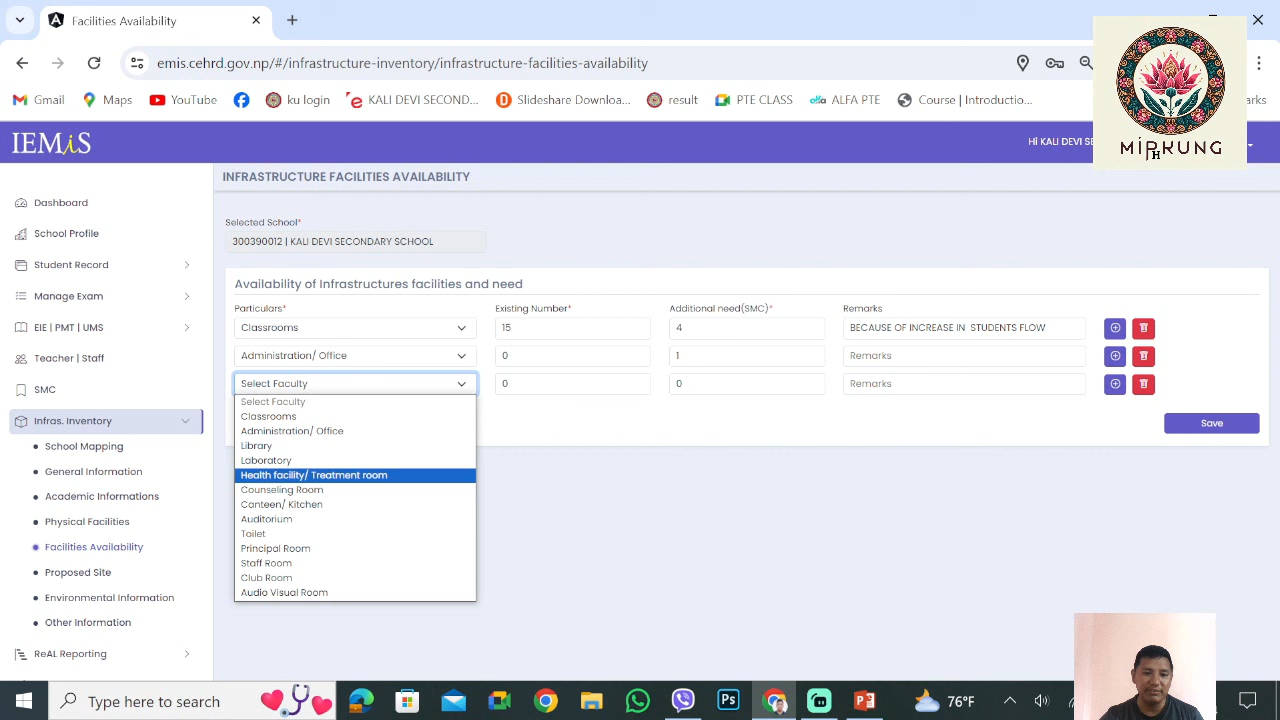 Facilities Availability
emis.cehrd.gov.np/#/infrastructure-inventory/infrastructure-facilities-availability
Gmail Maps YouTube ku login KALI DEVI SECOND... Slideshare Downloa... result PTE CLASS ALFA PTE Course | Introductio...
IEMiS
Hi KALI DEVI
INFRASTRUCTURE FACILITIES AVAILABILITY
Dashboard
School Profile
Student Record
Manage Exam
EIE | PMT | UMS
Teacher | Staff
SMC
Infras. Inventory
School Mapping
General Information
Academic Informations
Physical Facilities
Facilities Availability
Proposed Site
Environmental Information
Other Information
ReAL Reporting
Selected School*
300390012 | KALI DEVI SECONDARY SCHOOL
Availability of Infrastructures facilities and need
Particulars* Existing Number* Additional need(SMC)* Remarks
Classrooms 15 4 BECAUSE OF INCREASE IN STUDENTS FLOW
Administration/ Office 0 1 Remarks
Select Faculty 0 0 Remarks
Select Faculty
Classrooms
Administration/ Office
Library
Laboratory
Health facility/ Treatment room
Counseling Room
Canteen/ Kitchen
Auditorium
Toilet
Principal Room
Staff Room
Club Room
Audio Visual Room
Save
Type here to search
Ps
76°F